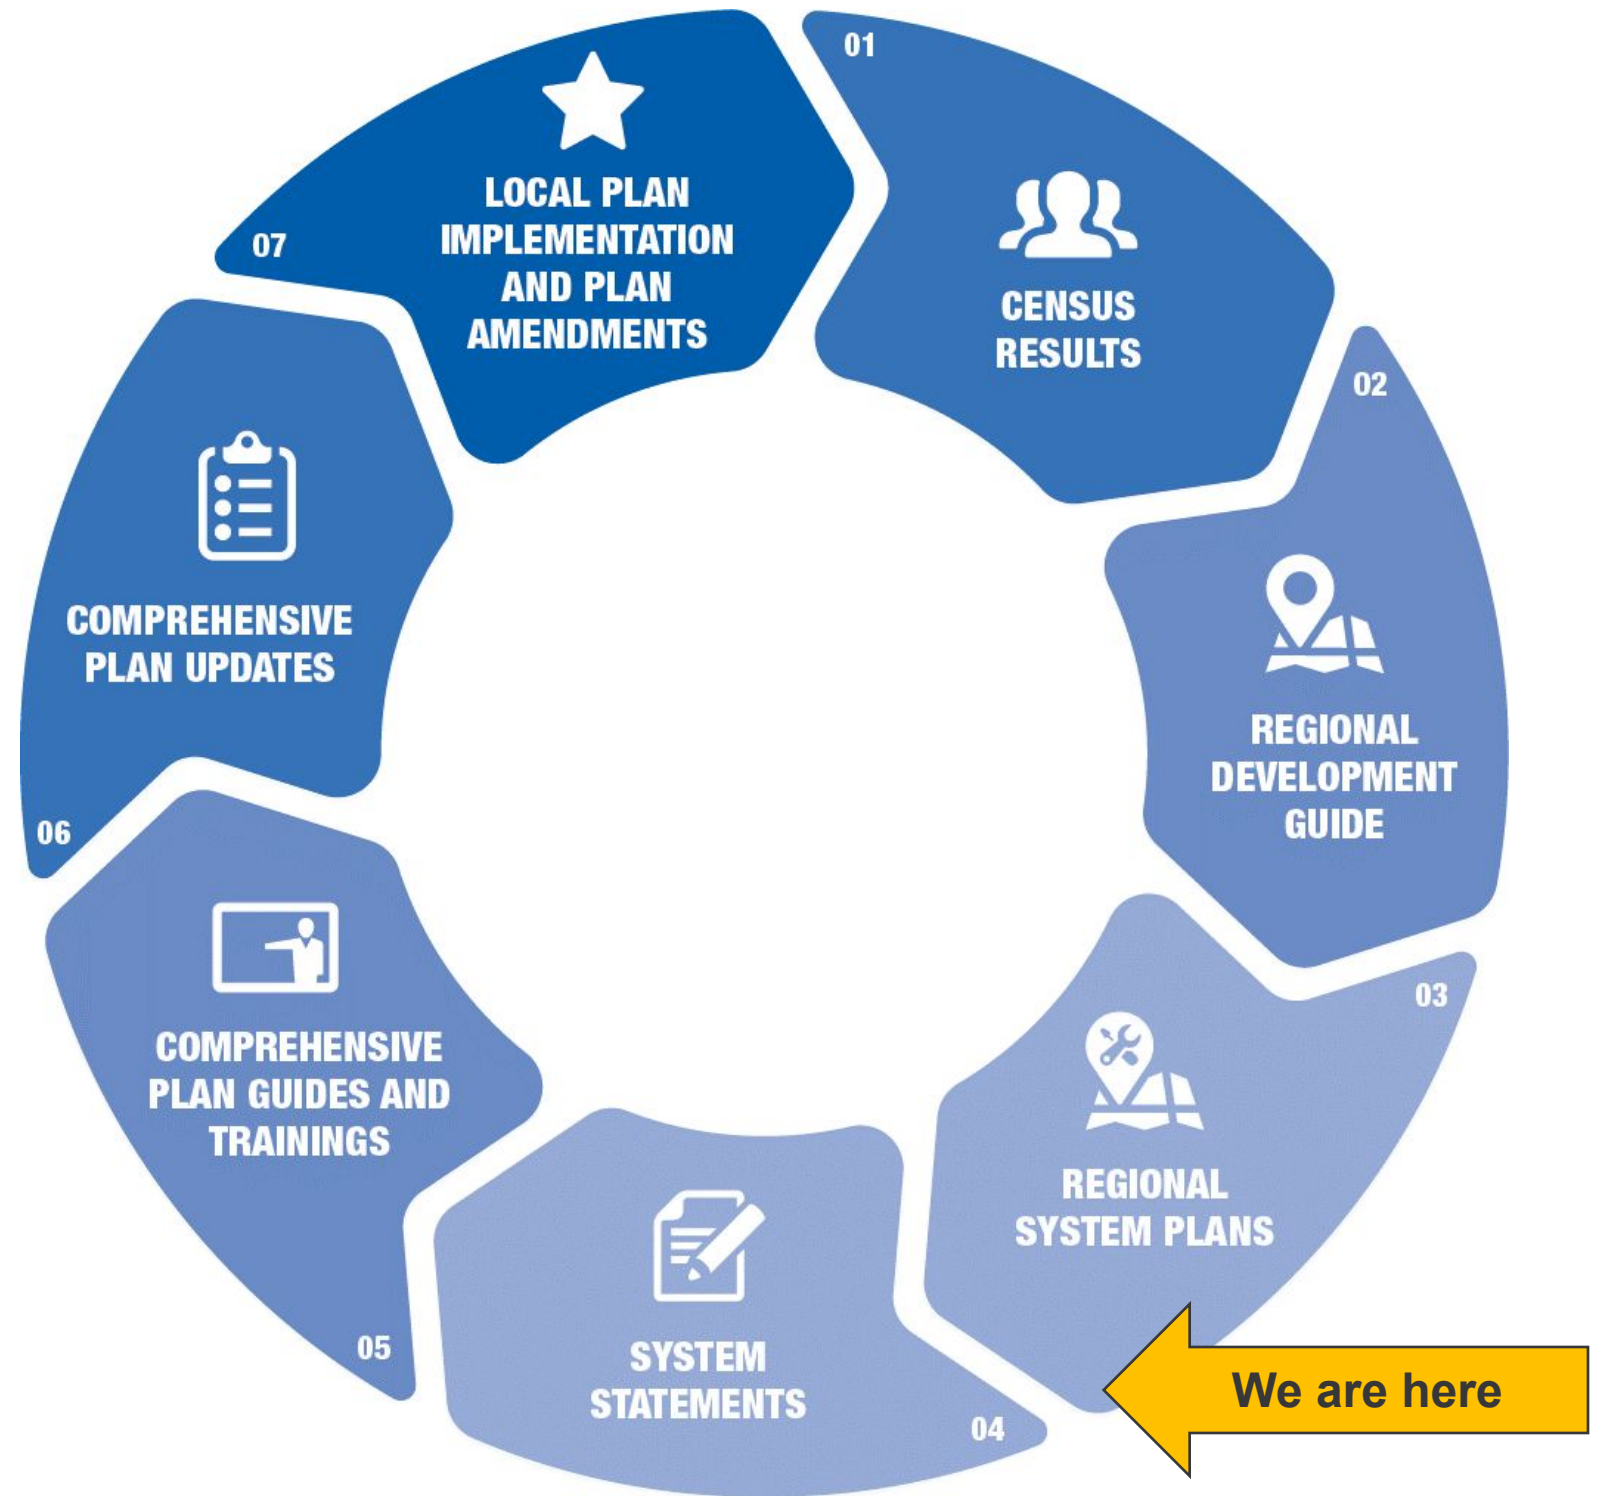 01
CENSUS
RESULTS
02
REGIONAL
DEVELOPMENT
GUIDE
03
REGIONAL
SYSTEM PLANS
We are here
04
SYSTEM
STATEMENTS
05
COMPREHENSIVE
PLAN GUIDES AND
TRAININGS
06
COMPREHENSIVE
PLAN UPDATES
07
LOCAL PLAN
IMPLEMENTATION
AND PLAN
AMENDMENTS